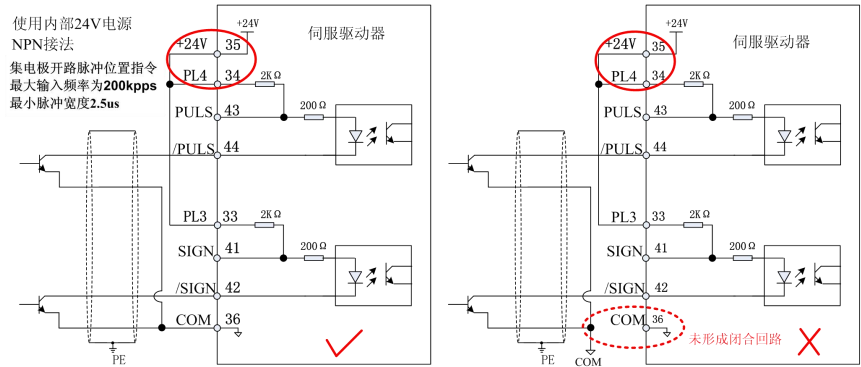 使用内部24V电源
NPN接法
集电极开路脉冲位置指令
最大输入频率为200kpps
最小脉冲宽度2.5us
伺服驱动器
+24V
+24V 35
PL4 34
2KΩ
PULS 43
200Ω
/PULS 44
PL3 33
2KΩ
SIGN 41
200Ω
/SIGN 42
COM 36
PE
伺服驱动器
+24V
+24V 35
PL4 34
2KΩ
PULS 43
200Ω
/PULS 44
PL3 33
2KΩ
SIGN 41
200Ω
/SIGN 42
COM 36
未形成闭合回路
PE
COM